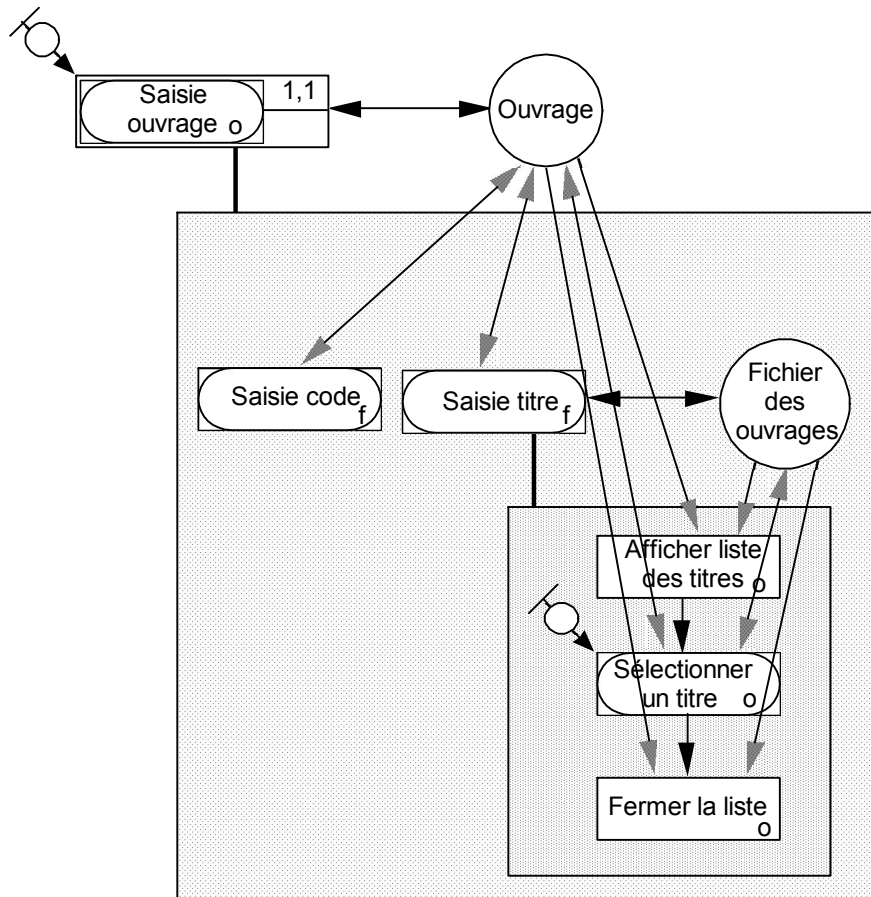 Saisie
ouvrage o
1,1
Ouvrage
Saisie code f
Saisie titre f
Fichier
des
ouvrages
Afficher liste
des titres o
Sélectionner
un titre o
Fermer la liste
o